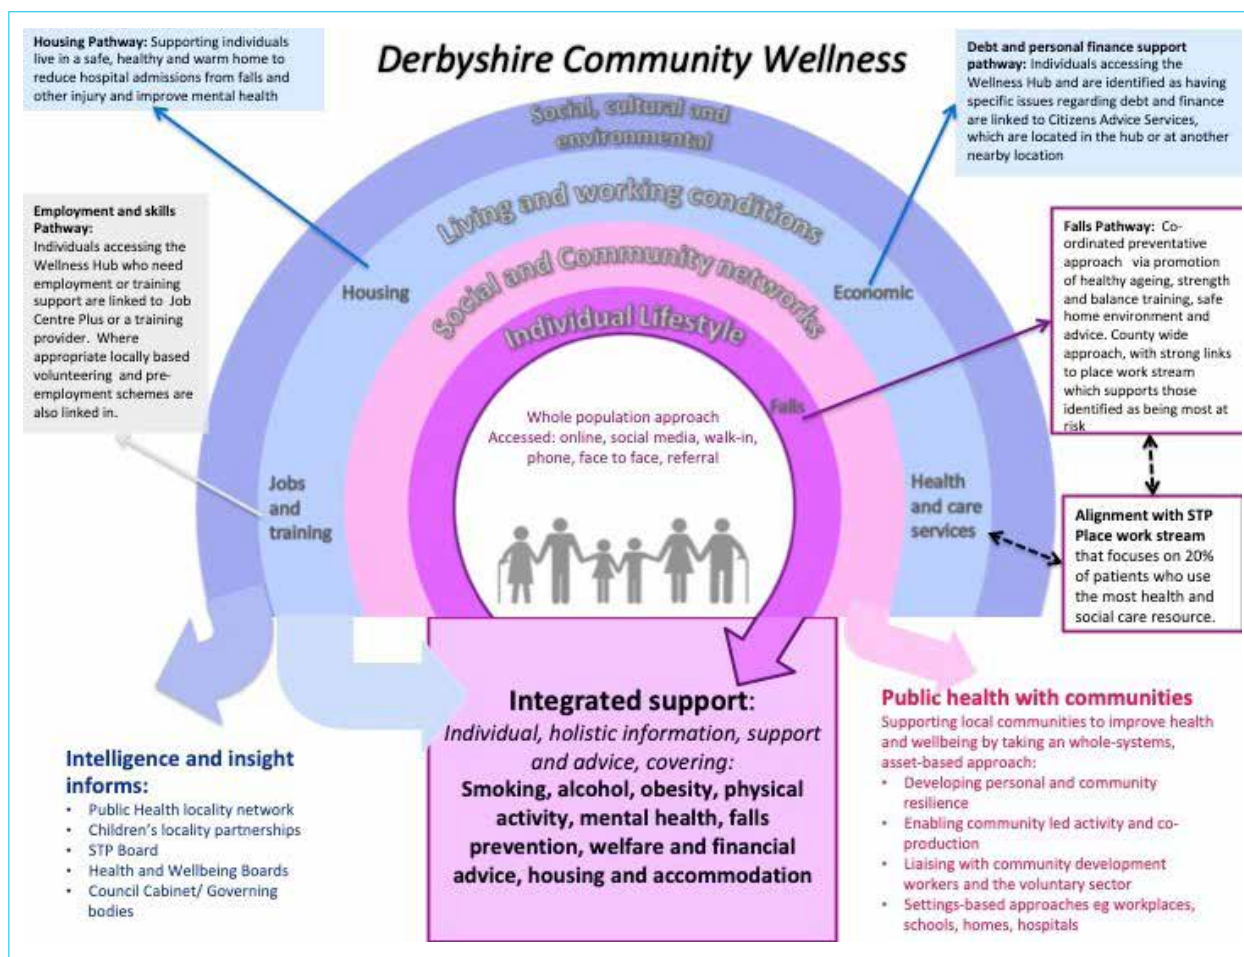 Derbyshire Community Wellness
Housing Pathway: Supporting individuals
live in a safe, healthy and warm home to
reduce hospital admissions from falls and
other injury and improve mental health
Debt and personal finance support
pathway: Individuals accessing the
Wellness Hub and are identified as having
specific issues regarding debt and finance
are linked to Citizens Advice Services,
which are located in the hub or at another
nearby location
Employment and skills
Pathway:
Individuals accessing the
Wellness Hub who need
employment or training
support are linked to Job
Centre Plus or a training
provider. Where
appropriate locally based
volunteering and pre-
employment schemes are
also linked in.
Falls Pathway: Co-
ordinated preventative
approach via promotion
of healthy ageing, strength
and balance training, safe
home environment and
advice. County wide
approach, with strong links
to place work stream
which supports those
identified as being most at
risk
Alignment with STP
Place work stream
that focuses on 20%
of patients who use
the most health and
social care resource.
Social, cultural and
environmental
Living and working conditions
Social and Community networks
Individual Lifestyle
Housing
Economic
Falls
Jobs
and
training
Health
and care
services
Whole population approach
Accessed: online, social media, walk-in,
phone, face to face, referral
Intelligence and insight
informs:
• Public Health locality network
• Children's locality partnerships
• STP Board
• Health and Wellbeing Boards
• Council Cabinet/ Governing
bodies
Integrated support:
Individual, holistic information, support
and advice, covering:
Smoking, alcohol, obesity, physical
activity, mental health, falls
prevention, welfare and financial
advice, housing and accommodation
Public health with communities
Supporting local communities to improve health
and wellbeing by taking an whole-systems,
asset-based approach:
• Developing personal and community
resilience
• Enabling community led activity and co-
production
• Liaising with community development
workers and the voluntary sector
• Settings-based approaches eg workplaces,
schools, homes, hospitals